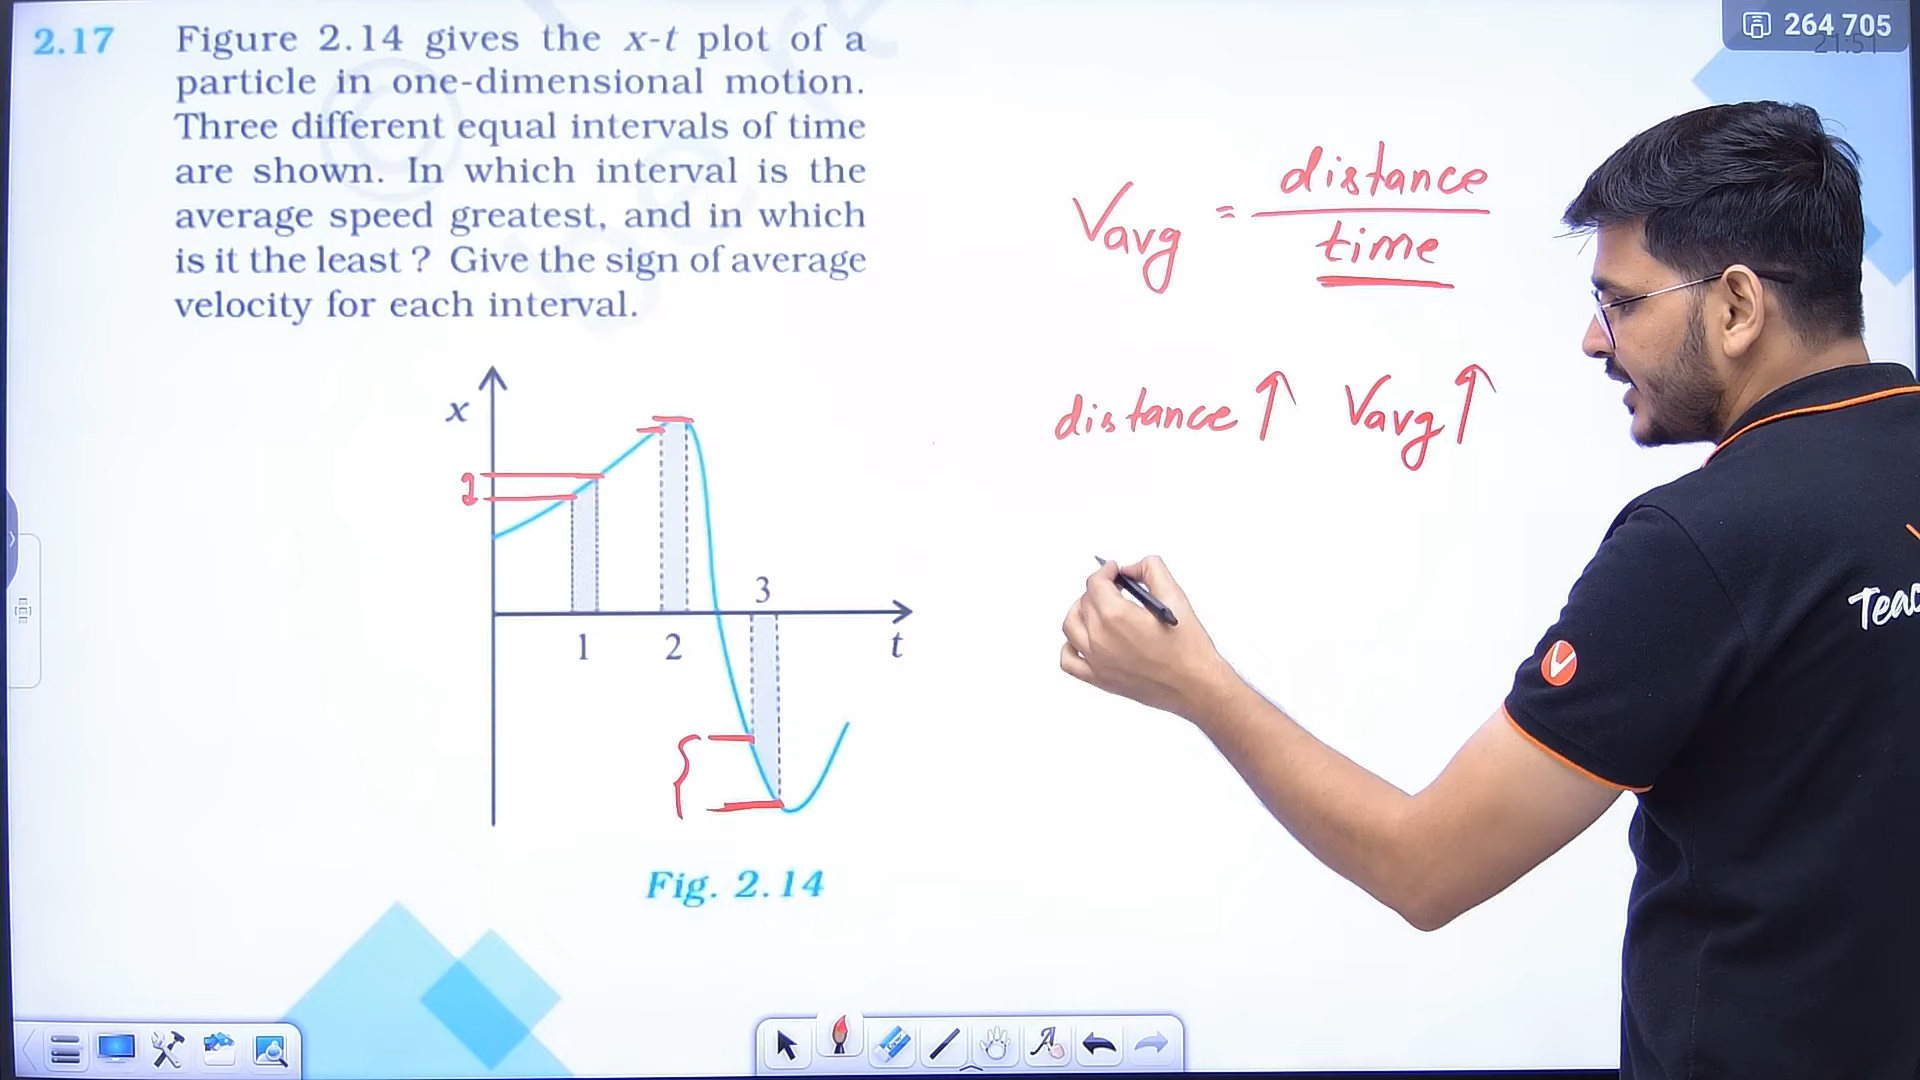 264 705
21:51
2.17 Figure 2.14 gives the x-t plot of a
particle in one-dimensional motion.
Three different equal intervals of time
are shown. In which interval is the
average speed greatest, and in which
is it the least ? Give the sign of average
velocity for each interval.
Vavg = distance
time
distance ↑ Vavg ↑
x
1
2
3
t
Fig. 2.14
Teac